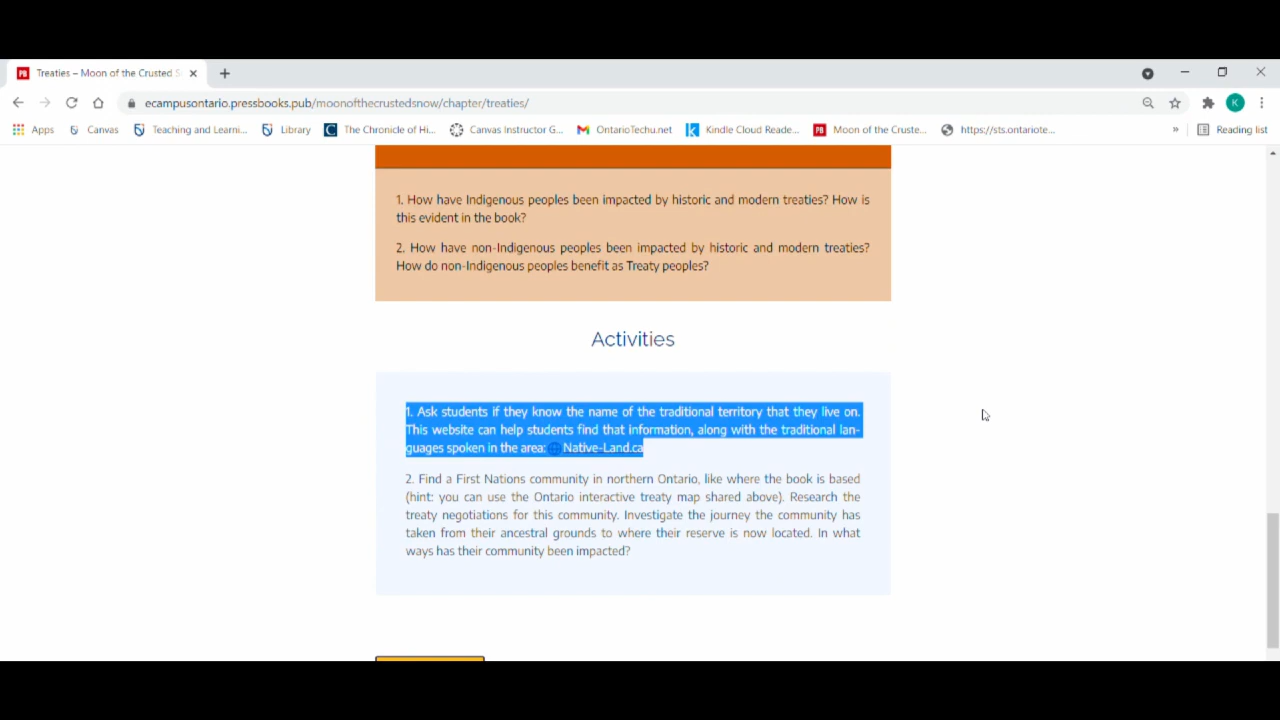 Treaties – Moon of the Crusted S
ecampusontario.pressbooks.pub/moonofthecrustedsnow/chapter/treaties/
K
Apps Canvas Teaching and Learni... Library The Chronicle of Hi... Canvas Instructor G... OntarioTechu.net Kindle Cloud Reade... Moon of the Cruste... https://sts.ontariote... » Reading list
1. How have Indigenous peoples been impacted by historic and modern treaties? How is
this evident in the book?
2. How have non-Indigenous peoples been impacted by historic and modern treaties?
How do non-Indigenous peoples benefit as Treaty peoples?
Activities
1. Ask students if they know the name of the traditional territory that they live on.
This website can help students find that information, along with the traditional lan-
guages spoken in the area: Native-Land.ca
2. Find a First Nations community in northern Ontario, like where the book is based
(hint: you can use the Ontario interactive treaty map shared above). Research the
treaty negotiations for this community. Investigate the journey the community has
taken from their ancestral grounds to where their reserve is now located. In what
ways has their community been impacted?